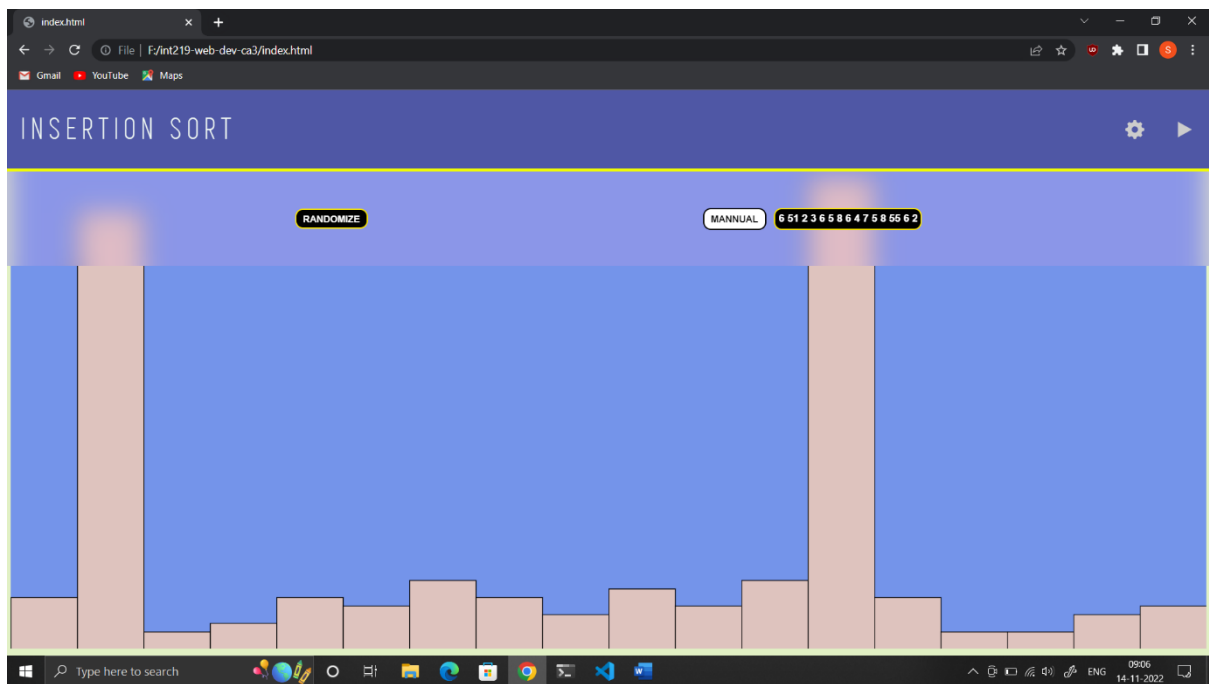 index.html
File | F:/int219-web-dev-ca3/index.html
Gmail YouTube Maps
INSERTION SORT
RANDOMIZE MANNUAL 6 51 2 3 6 5 8 6 4 7 5 8 55 6 2
Type here to search
ENG
09:06
14-11-2022